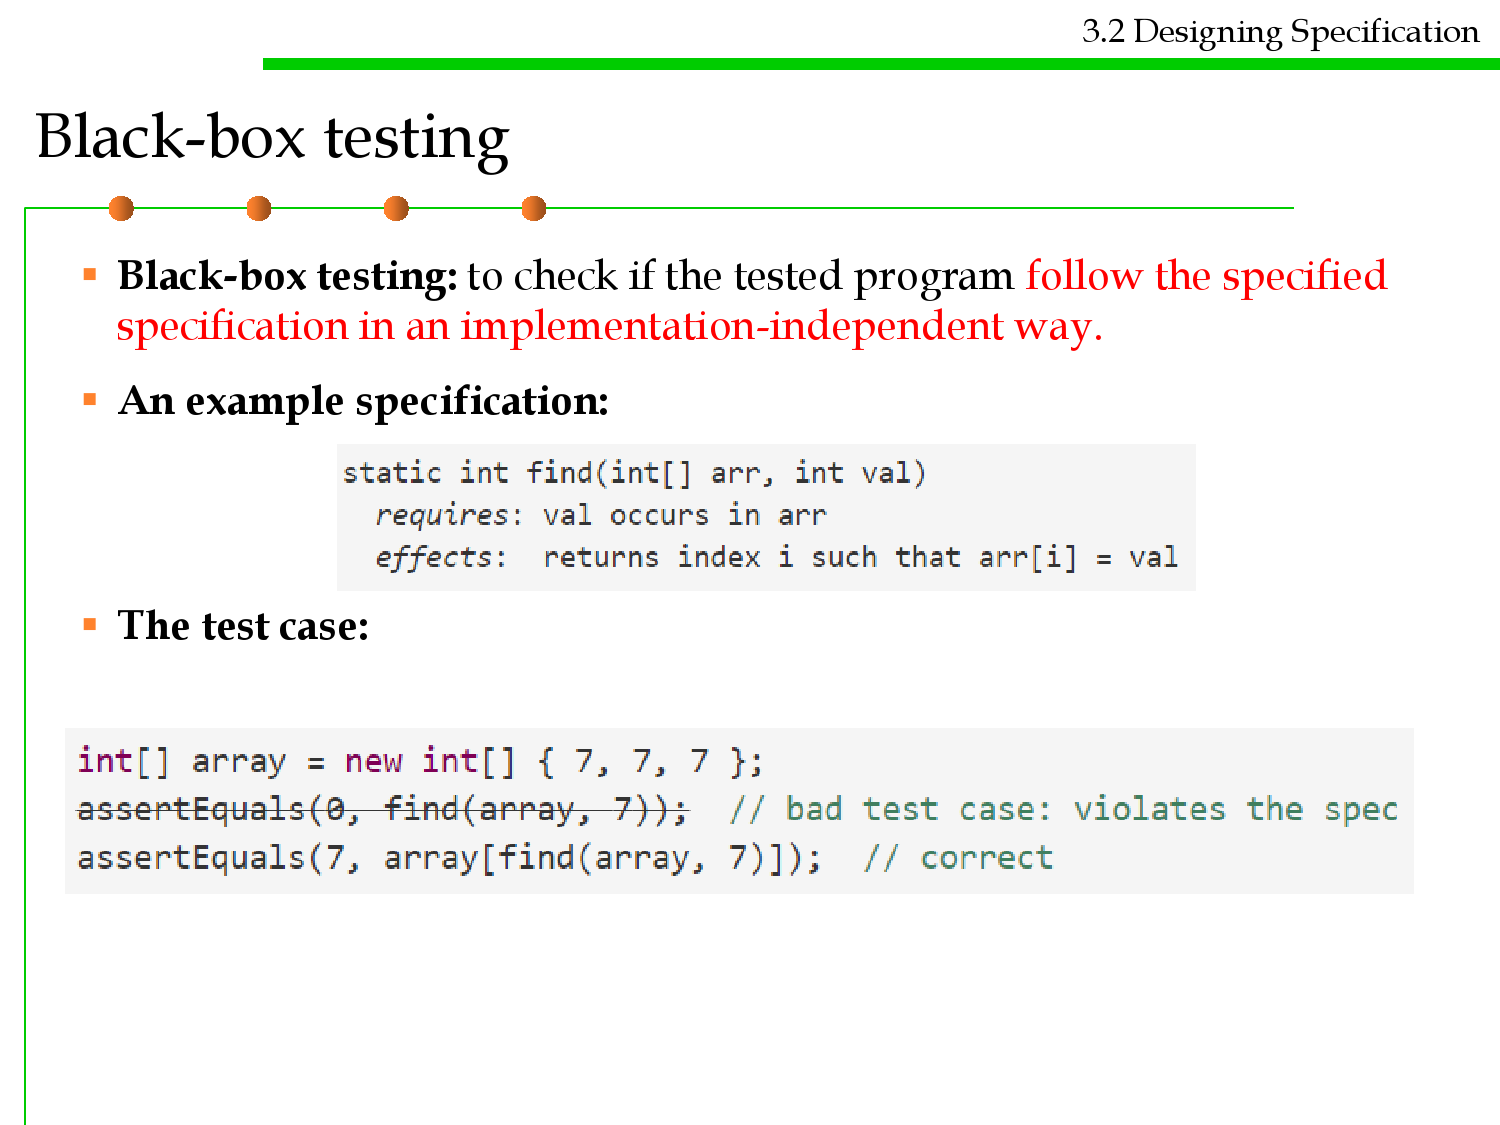 3.2 Designing Specification
Black-box testing
▪ Black-box testing: to check if the tested program follow the specified
specification in an implementation-independent way.
▪ An example specification:
static int find(int[] arr, int val)
requires: val occurs in arr
effects: returns index i such that arr[i] = val
▪ The test case:
int[] array = new int[] { 7, 7, 7 };
assertEquals(0, find(array, 7)); // bad test case: violates the spec
assertEquals(7, array[find(array, 7)]); // correct